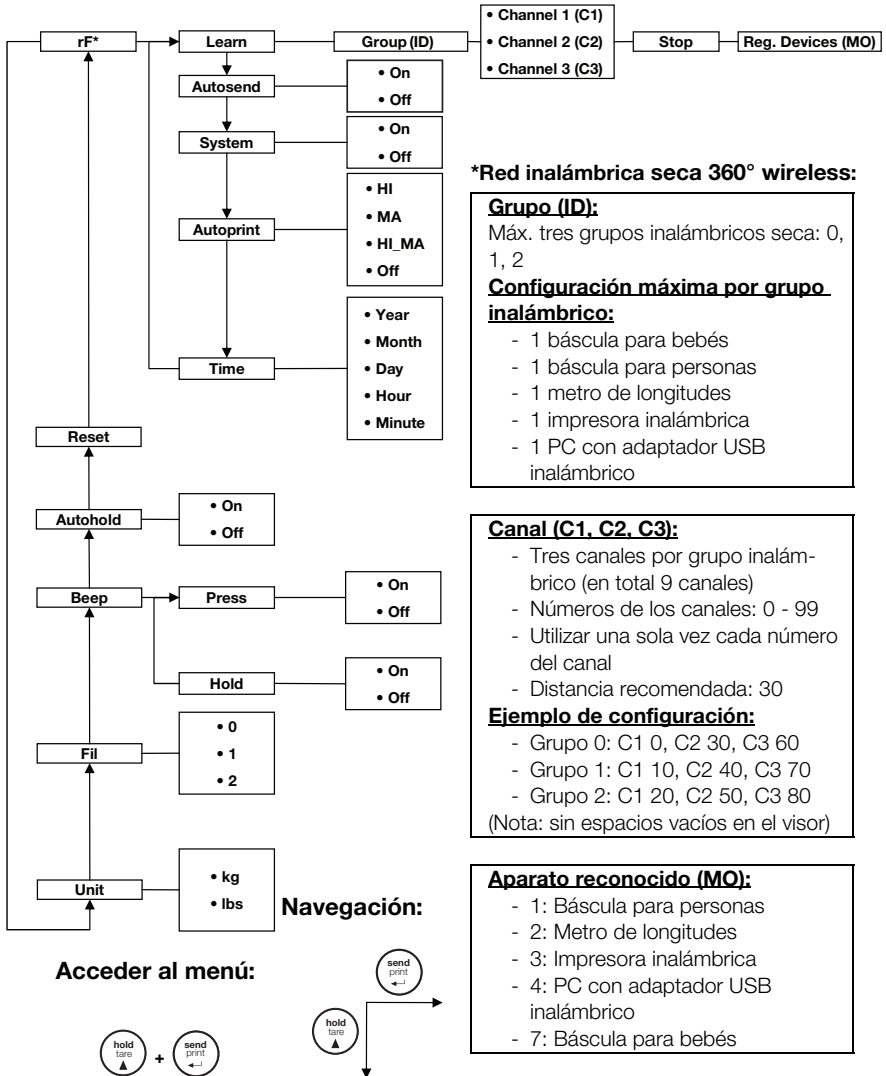 rF*
Learn
Group (ID)
• Channel 1 (C1)
• Channel 2 (C2)
• Channel 3 (C3)
Stop
Reg. Devices (MO)
Autosend
• On
• Off
System
• On
• Off
Autoprint
• HI
• MA
• HI_MA
• Off
Time
• Year
• Month
• Day
• Hour
• Minute
Reset
Autohold
• On
• Off
Beep
Press
• On
• Off
Hold
• On
• Off
Fil
• 0
• 1
• 2
Unit
• kg
• lbs
Navegación:
send
print
hold
tare
Acceder al menú:
hold
tare
+
send
print
*Red inalámbrica seca 360° wireless:
Grupo (ID):
Máx. tres grupos inalámbricos seca: 0,
1, 2
Configuración máxima por grupo
inalámbrico:
- 1 báscula para bebés
- 1 báscula para personas
- 1 metro de longitudes
- 1 impresora inalámbrica
- 1 PC con adaptador USB
inalámbrico
Canal (C1, C2, C3):
- Tres canales por grupo inalám-
brico (en total 9 canales)
- Números de los canales: 0 - 99
- Utilizar una sola vez cada número
del canal
- Distancia recomendada: 30
Ejemplo de configuración:
- Grupo 0: C1 0, C2 30, C3 60
- Grupo 1: C1 10, C2 40, C3 70
- Grupo 2: C1 20, C2 50, C3 80
(Nota: sin espacios vacíos en el visor)
Aparato reconocido (MO):
- 1: Báscula para personas
- 2: Metro de longitudes
- 3: Impresora inalámbrica
- 4: PC con adaptador USB
inalámbrico
- 7: Báscula para bebés